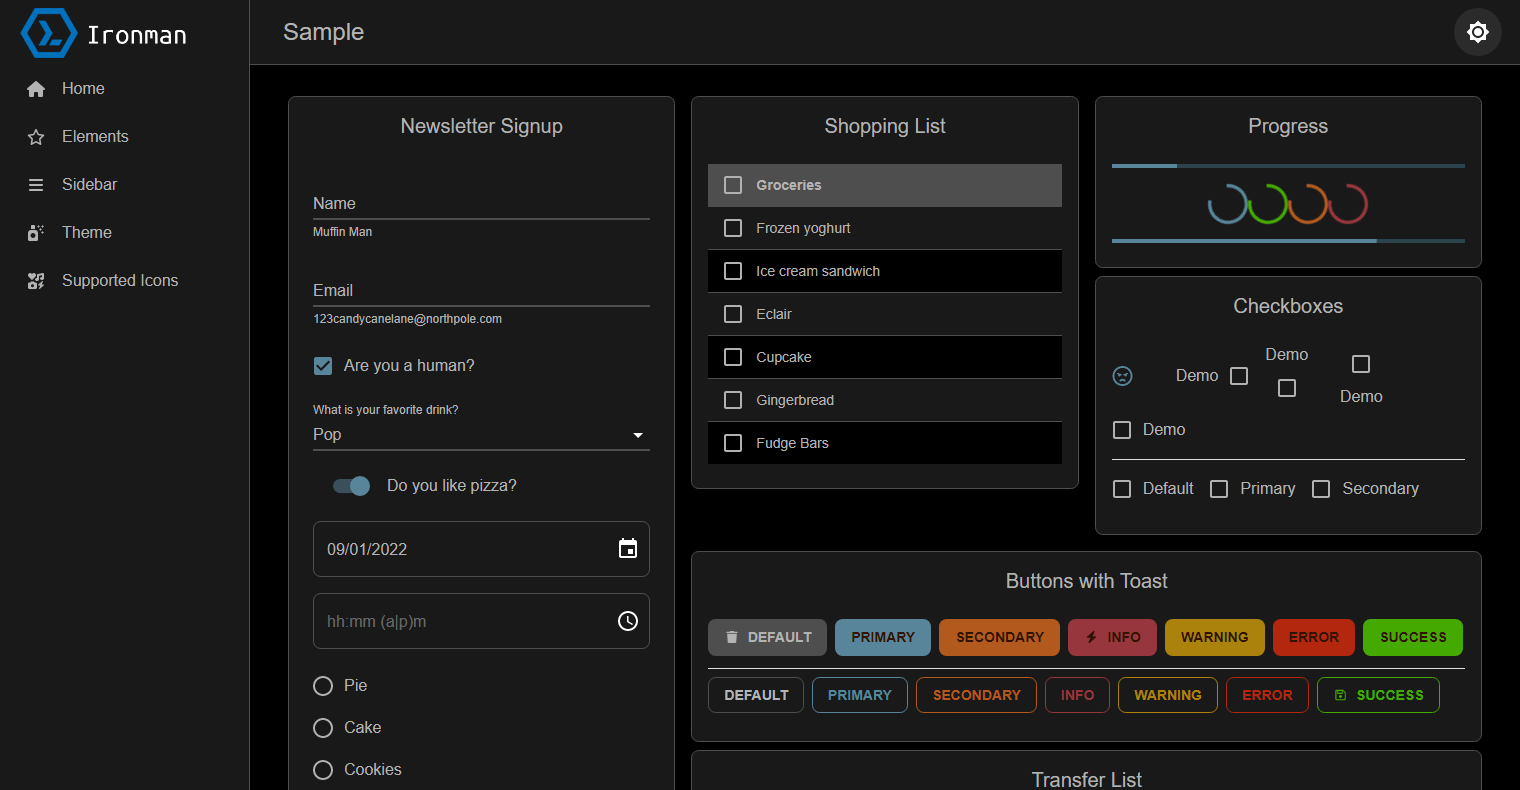 Ironman
Home
Elements
Sidebar
Theme
Supported Icons
Sample
Newsletter Signup
Name
Muffin Man
Email
123candycanelane@northpole.com
Are you a human?
What is your favorite drink?
Pop
Do you like pizza?
09/01/2022
hh:mm (a|p)m
Pie
Cake
Cookies
Shopping List
Groceries
Frozen yoghurt
Ice cream sandwich
Eclair
Cupcake
Gingerbread
Fudge Bars
Progress
Checkboxes
Demo
Demo
Demo
Demo
Default Primary Secondary
Buttons with Toast
DEFAULT PRIMARY SECONDARY INFO WARNING ERROR SUCCESS
DEFAULT PRIMARY SECONDARY INFO WARNING ERROR SUCCESS
Transfer List